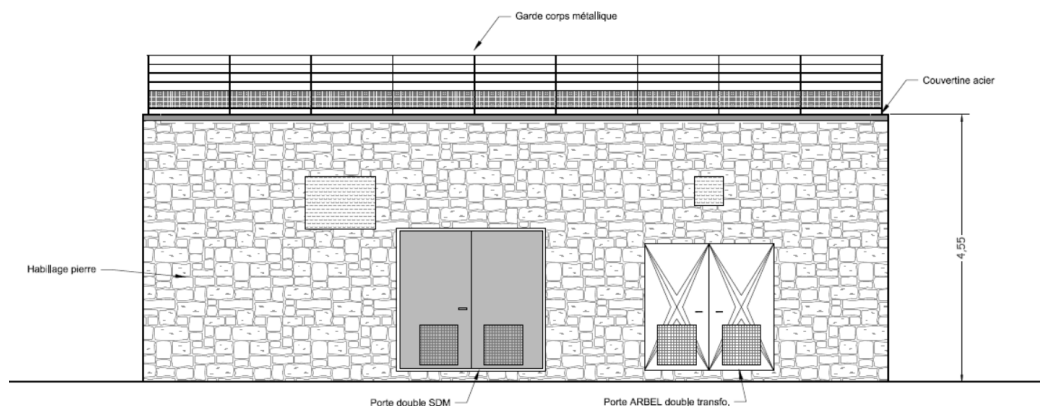 Garde corps métallique
Couvertine acier
4,55
Habillage pierre
Porte double SDM
Porte ARBEL double transfo.